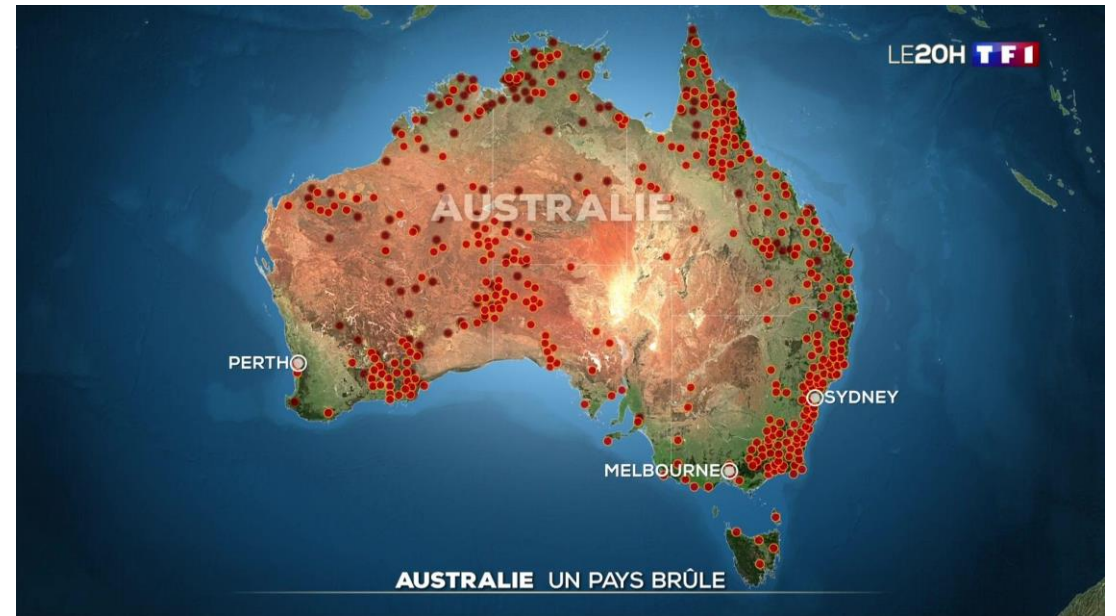 LE20H TF1
AUSTRALIE
PERTH
SYDNEY
MELBOURNE
AUSTRALIE UN PAYS BRÛLE